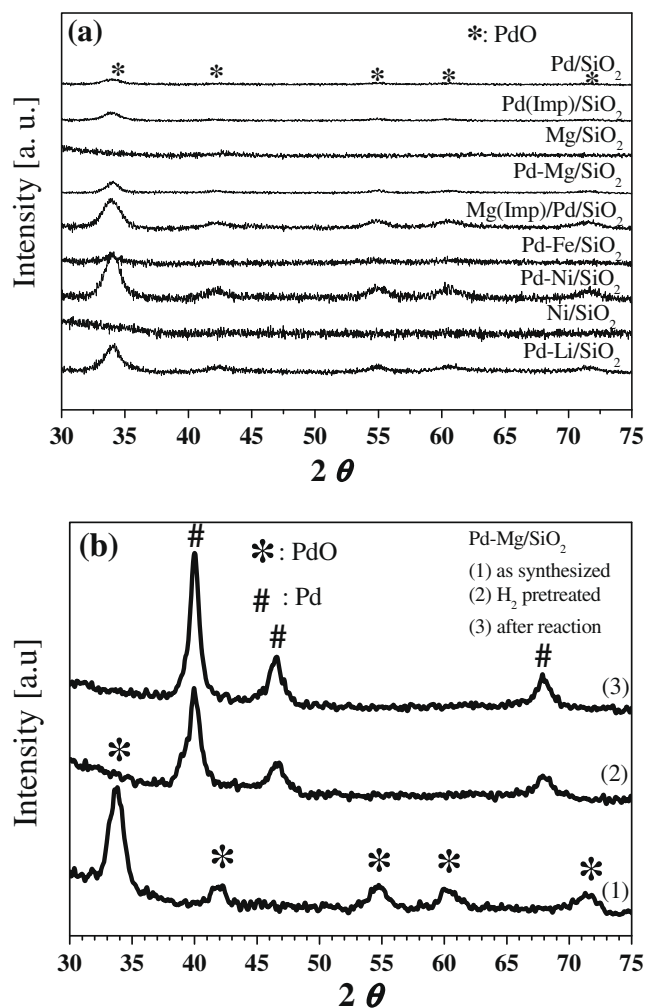 (a)
*: PdO
Pd/SiO₂
* * * * *
Pd(Imp)/SiO₂
Mg/SiO₂
Pd-Mg/SiO₂
Mg(Imp)/Pd/SiO₂
Pd-Fe/SiO₂
Pd-Ni/SiO₂
Ni/SiO₂
Pd-Li/SiO₂
Intensity [a. u.]
30 35 40 45 50 55 60 65 70 75
2 θ
(b)
#
*: PdO
# : Pd
Pd-Mg/SiO₂
(1) as synthesized
(2) H₂ pretreated
(3) after reaction
# #
(3)
*
(2)
* * * *
(1)
Intensity [a.u]
30 35 40 45 50 55 60 65 70 75
2 θ